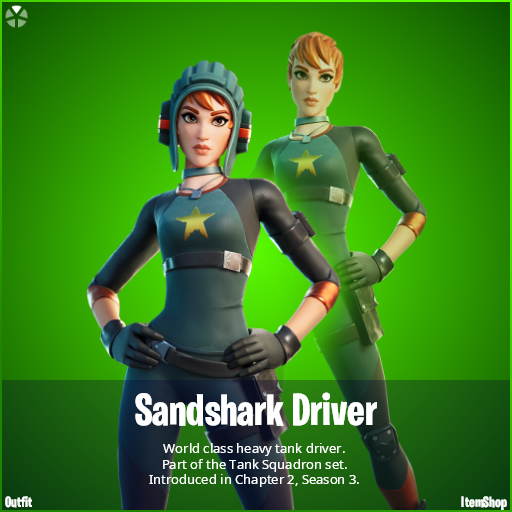 Sandshark Driver
World class heavy tank driver.
Part of the Tank Squadron set.
Introduced in Chapter 2, Season 3.
Outfit
ItemShop